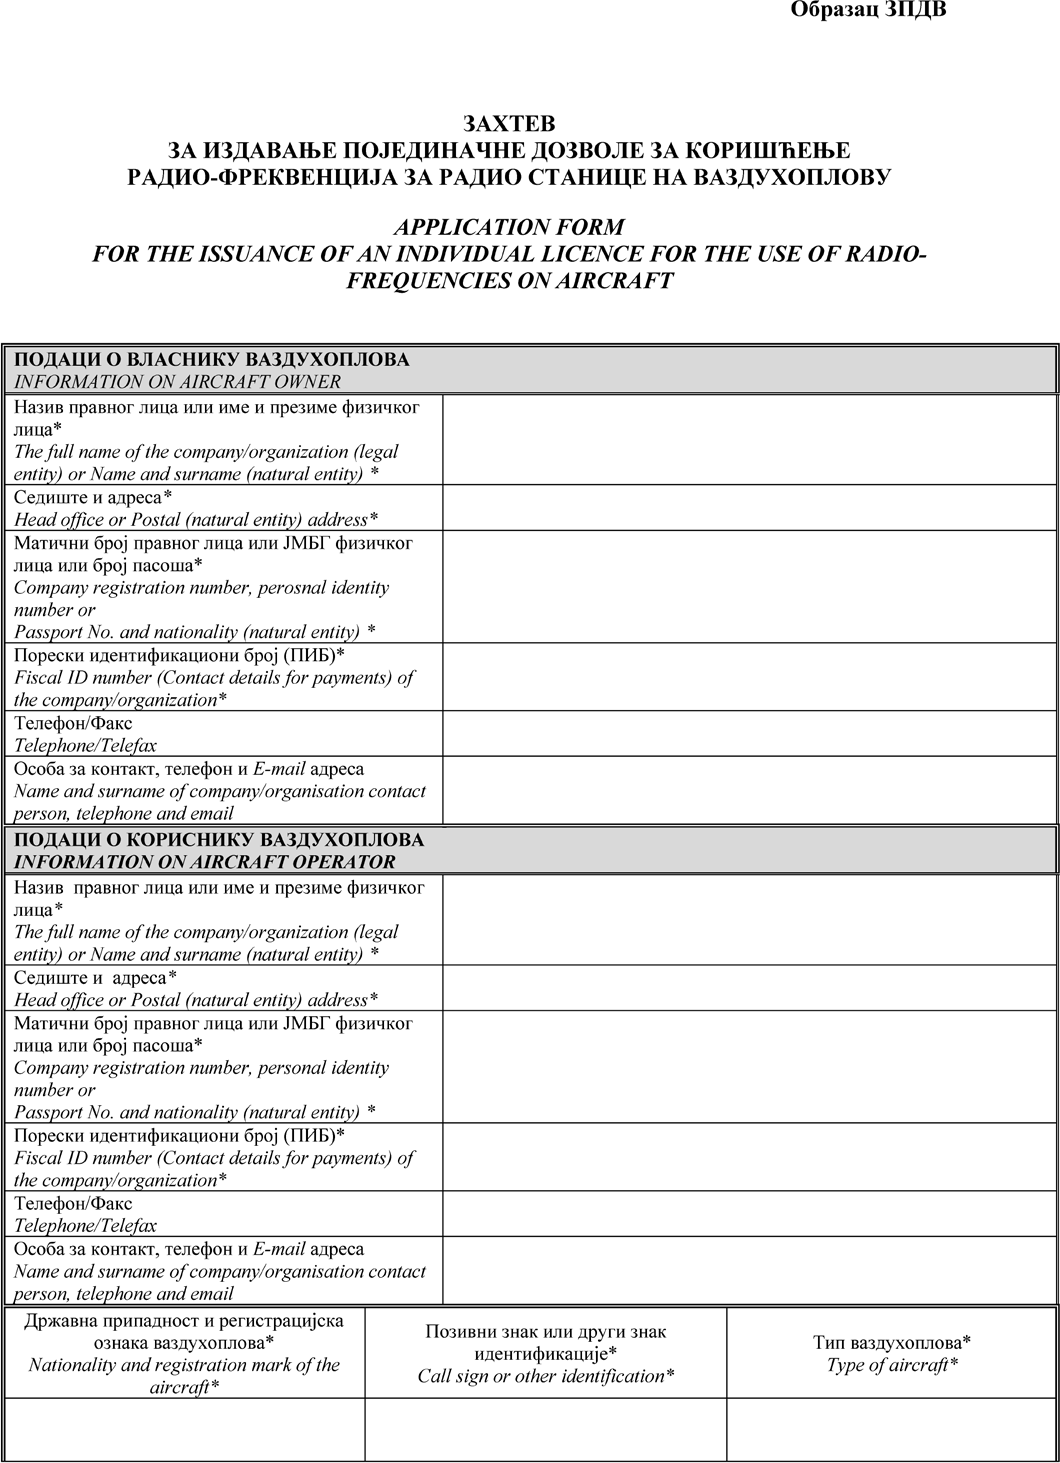 Образац ЗПДВ
ЗАХТЕВ
ЗА ИЗДАВАЊЕ ПОЈЕДИНАЧНЕ ДОЗВОЛЕ ЗА КОРИШЋЕЊЕ
РАДИО-ФРЕКВЕНЦИЈА ЗА РАДИО СТАНИЦЕ НА ВАЗДУХОПЛОВУ
APPLICATION FORM
FOR THE ISSUANCE OF AN INDIVIDUAL LICENCE FOR THE USE OF RADIO-
FREQUENCIES ON AIRCRAFT
ПОДАЦИ О ВЛАСНИКУ ВАЗДУХОПЛОВА
INFORMATION ON AIRCRAFT OWNER
Назив правног лица или име и презиме физичког
лица*
The full name of the company/organization (legal
entity) or Name and surname (natural entity) *
Седиште и адреса*
Head office or Postal (natural entity) address*
Матични број правног лица или ЈМБГ физичког
лица или број пасоша*
Company registration number, perosnal identity
number or
Passport No. and nationality (natural entity) *
Порески идентификациони број (ПИБ)*
Fiscal ID number (Contact details for payments) of
the company/organization*
Телефон/Факс
Telephone/Telefax
Особа за контакт, телефон и E-mail адреса
Name and surname of company/organisation contact
person, telephone and email
ПОДАЦИ О КОРИСНИКУ ВАЗДУХОПЛОВА
INFORMATION ON AIRCRAFT OPERATOR
Назив правног лица или име и презиме физичког
лица*
The full name of the company/organization (legal
entity) or Name and surname (natural entity) *
Седиште и адреса*
Head office or Postal (natural entity) address*
Матични број правног лица или ЈМБГ физичког
лица или број пасоша*
Company registration number, personal identity
number or
Passport No. and nationality (natural entity) *
Порески идентификациони број (ПИБ)*
Fiscal ID number (Contact details for payments) of
the company/organization*
Телефон/Факс
Telephone/Telefax
Особа за контакт, телефон и E-mail адреса
Name and surname of company/organisation contact
person, telephone and email
Државна припадност и регистрацијска
ознака ваздухоплова*
Nationality and registration mark of the
aircraft*
Позивни знак или други знак
идентификације*
Call sign or other identification*
Тип ваздухоплова*
Type of aircraft*